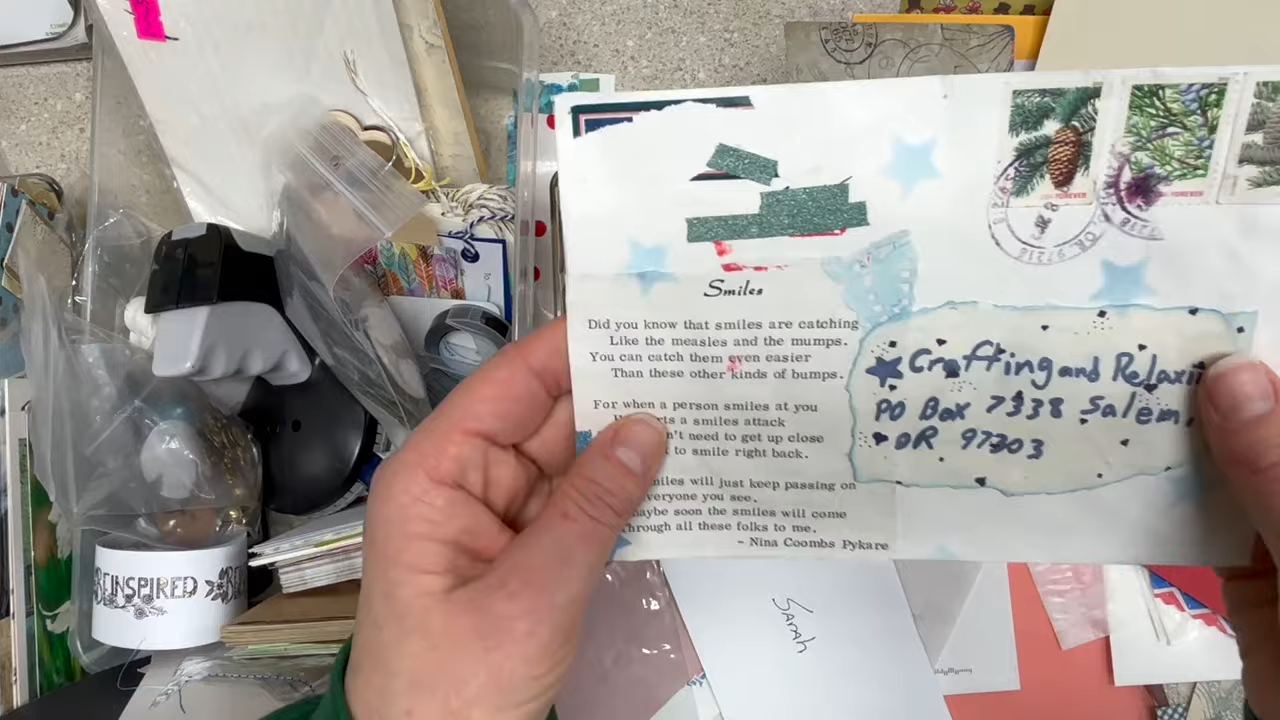 Smiles
Did you know that smiles are catching
Like the measles and the mumps.
You can catch them even easier
Than these other kinds of bumps.
For when a person smiles at you
a smiles attack
need to get up close
to smile right back.
will just keep passing on
everyone you see.
maybe soon the smiles will come
Through all these folks to me.
- Nina Coombs Pykare
FOREVER
FOREVER
OR 97218
Crafting and Relaxi
PO Box 7338 Salem,
OR 97303
BEINSPIRED
Sarah